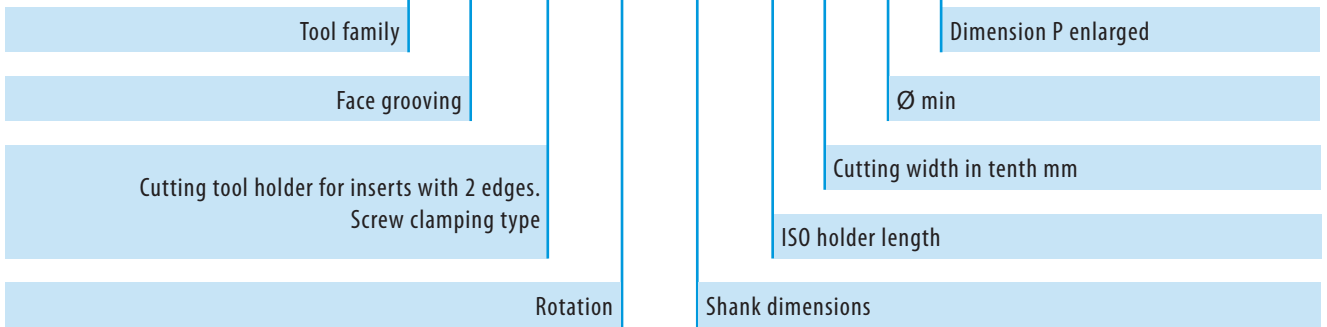 Tool family
Dimension P enlarged
Face grooving
Ø min
Cutting tool holder for inserts with 2 edges.
Screw clamping type
Cutting width in tenth mm
ISO holder length
Rotation
Shank dimensions